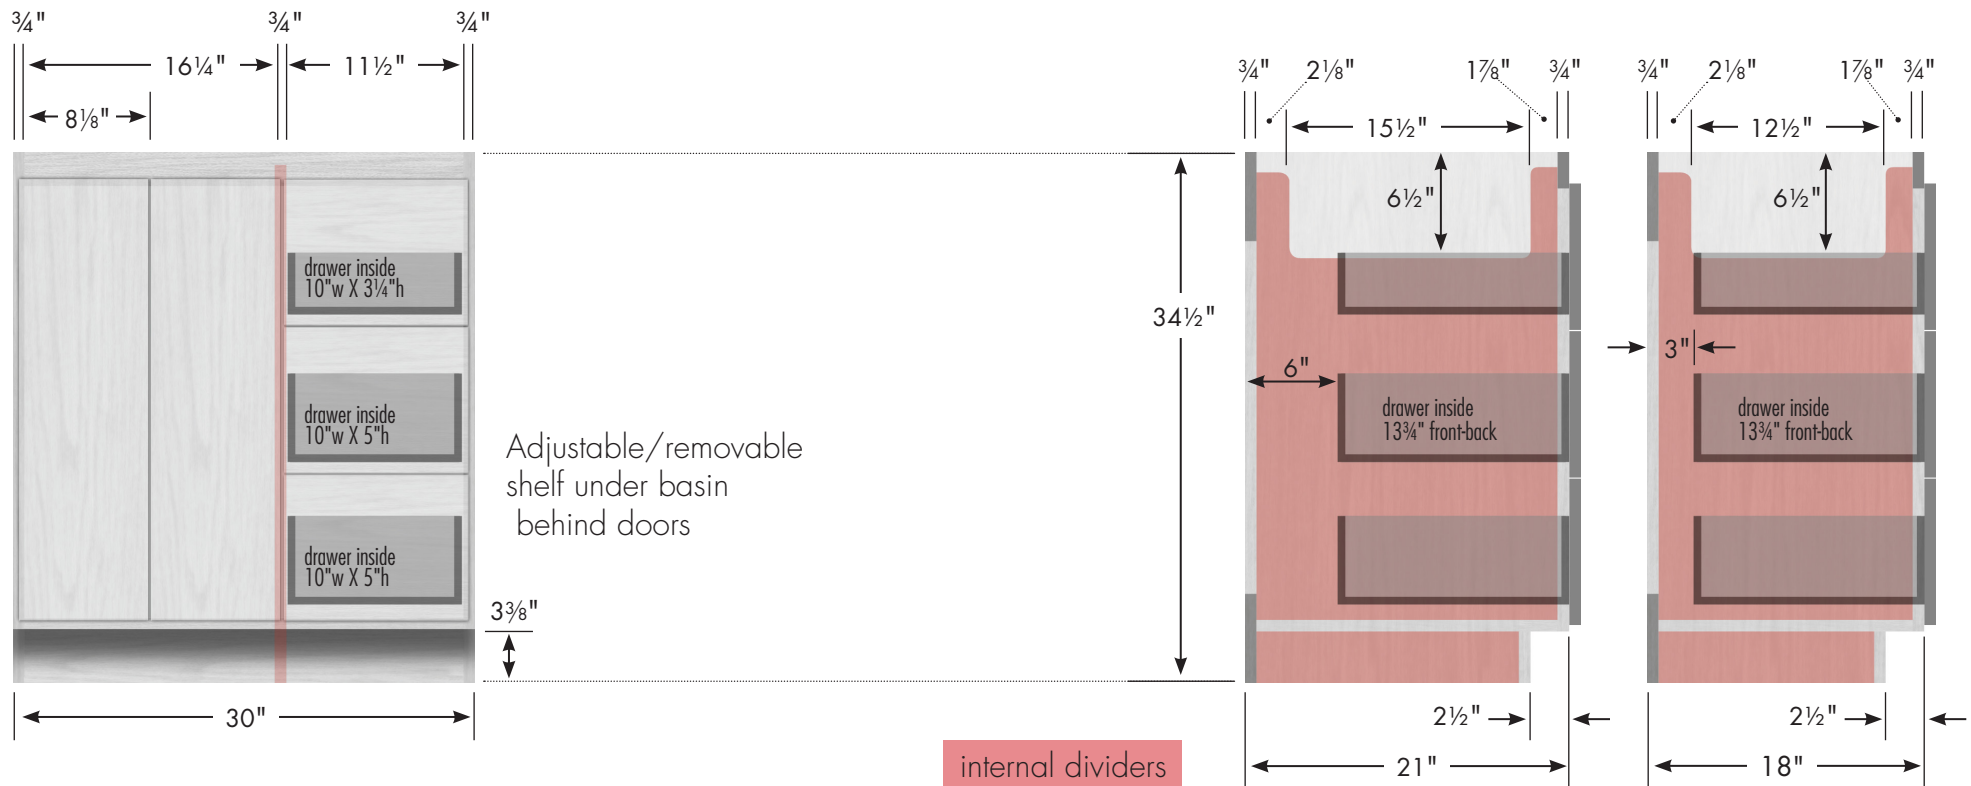 ¾" ¾" ¾"
16¼" 11½"
8⅛"
drawer inside
10"w X 3¼"h
drawer inside
10"w X 5"h
drawer inside
10"w X 5"h
3⅜"
30"
Adjustable/removable
shelf under basin
behind doors
34½"
internal dividers
¾" 2⅛" 1⅞" ¾"
15½"
6½"
6"
drawer inside
13¾" front-back
2½"
21"
¾" 2⅛" 1⅞" ¾"
12½"
6½"
3"
drawer inside
13¾" front-back
2½"
18"